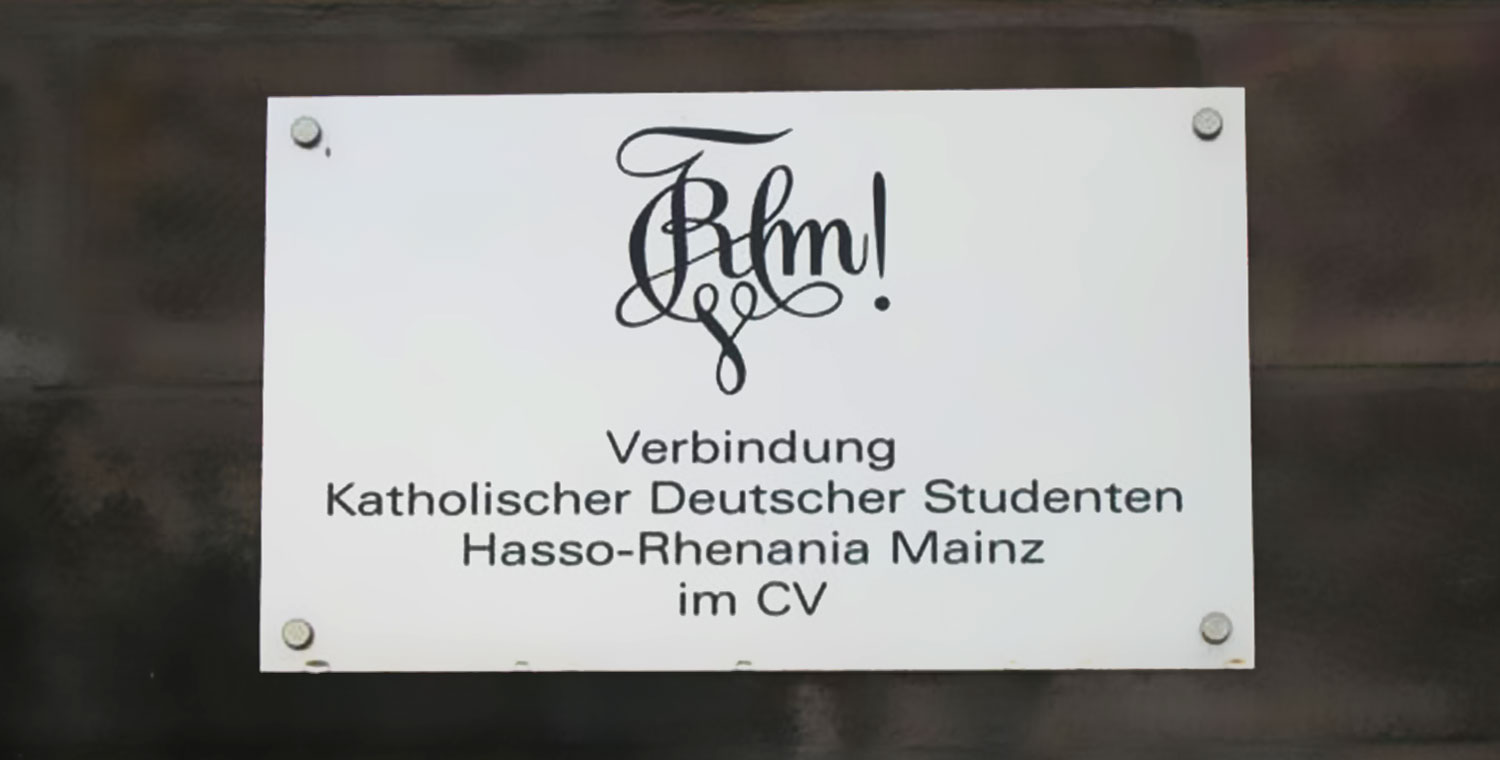 Verbindung
Katholischer Deutscher Studenten
Hasso-Rhenania Mainz
im CV